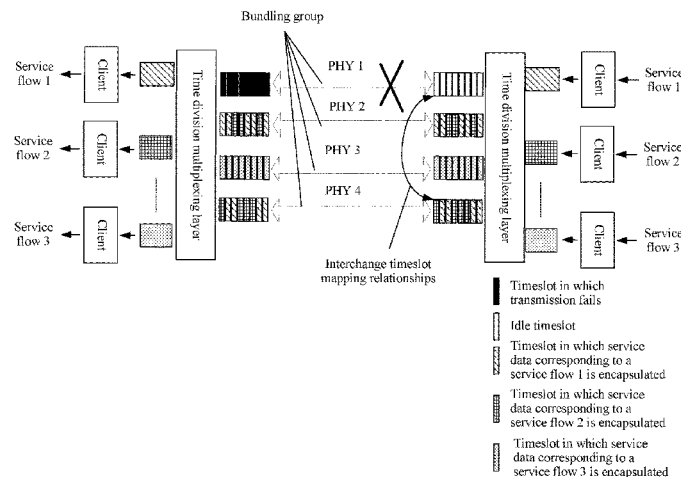 Bundling group
Service
flow 1
Client
Service
flow 2
Client
Service
flow 3
Client
Time division multiplexing layer
PHY 1
PHY 2
PHY 3
PHY 4
Interchange timeslot
mapping relationships
Time division multiplexing layer
Client
Service
flow 1
Client
Service
flow 2
Client
Service
flow 3
Timeslot in which
transmission fails
Idle timeslot
Timeslot in which service
data corresponding to a
service flow 1 is encapsulated
Timeslot in which service
data corresponding to a
service flow 2 is encapsulated
Timeslot in which service
data corresponding to a
service flow 3 is encapsulated